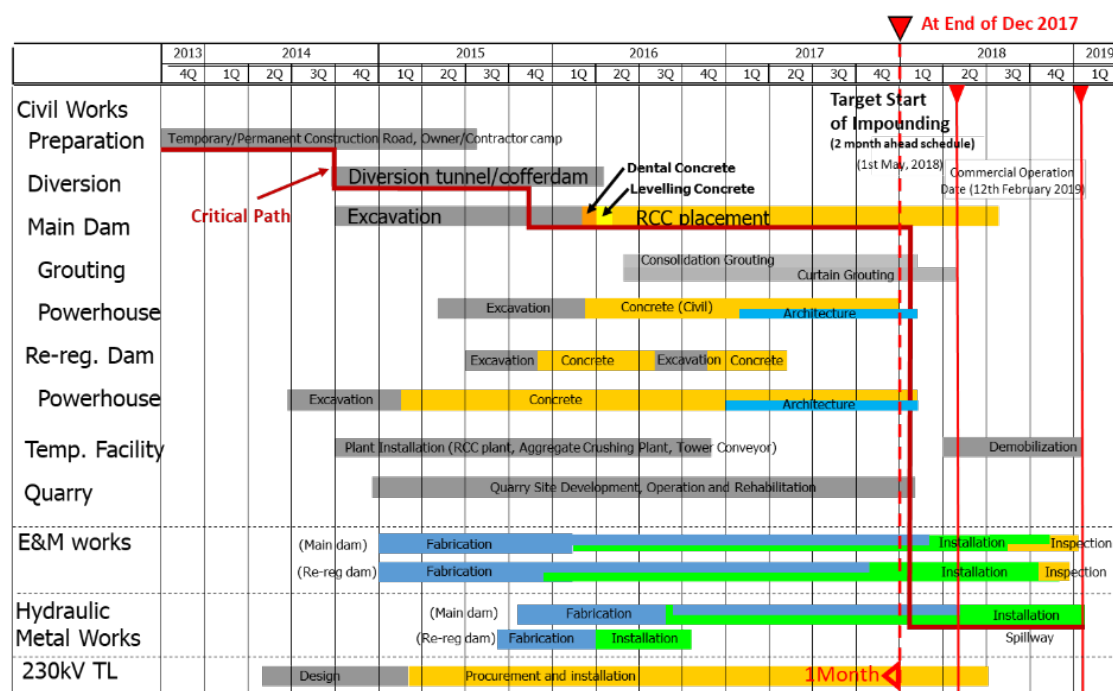 At End of Dec 2017
2013 2014 2015 2016 2017 2018 2019
4Q 1Q 2Q 3Q 4Q 1Q 2Q 3Q 4Q 1Q 2Q 3Q 4Q 1Q 2Q 3Q 4Q 1Q 2Q 3Q 4Q 1Q
Civil Works
Target Start
of Impounding
(2 month ahead schedule)
(1st May, 2018)
Preparation
Temporary/Permanent Construction Road, Owner/Contractor camp
Commercial Operation
Date (12th February 2019)
Diversion
Diversion tunnel/cofferdam
Dental Concrete
Levelling Concrete
Critical Path
Main Dam
Excavation
RCC placement
Grouting
Consolidation Grouting
Curtain Grouting
Powerhouse
Excavation
Concrete (Civil)
Architecture
Re-reg. Dam
Excavation
Concrete
Excavation
Concrete
Powerhouse
Excavation
Concrete
Architecture
Temp. Facility
Plant Installation (RCC plant, Aggregate Crushing Plant, Tower Conveyor)
Demobilization
Quarry
Quarry Site Development, Operation and Rehabilitation
E&M works
(Main dam)
Fabrication
Installation
Inspection
(Re-reg dam)
Fabrication
Installation
Inspection
Hydraulic
Metal Works
(Main dam)
Fabrication
Installation
(Re-reg dam)
Fabrication
Installation
Spillway
230kV TL
Design
Procurement and installation
1Month